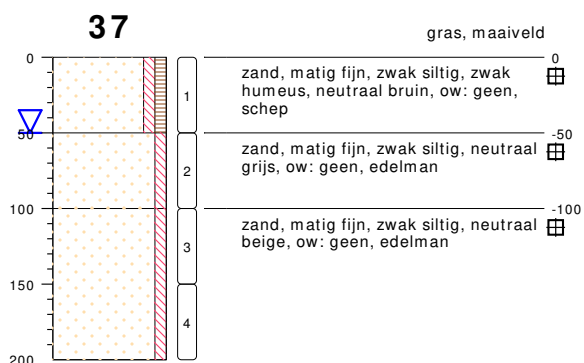 37
gras, maaiveld
0
0
zand, matig fijn, zwak siltig, zwak
humeus, neutraal bruin, ow: geen,
schep
1
50
-50
zand, matig fijn, zwak siltig, neutraal
grijs, ow: geen, edelman
2
100
-100
zand, matig fijn, zwak siltig, neutraal
beige, ow: geen, edelman
3
150
4
200